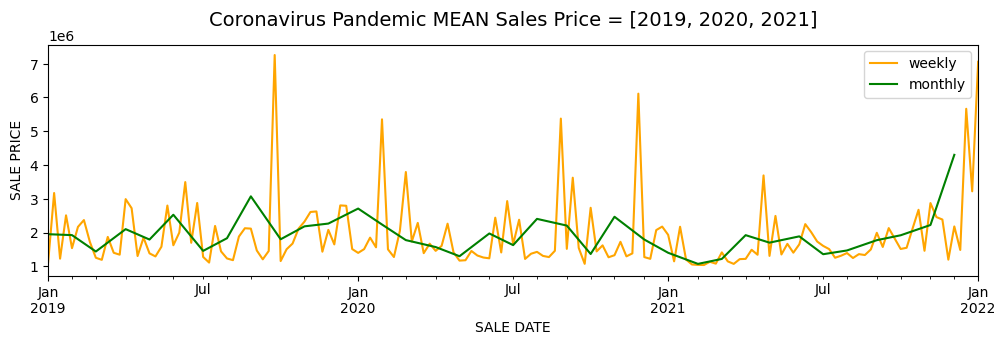 Coronavirus Pandemic MEAN Sales Price = [2019, 2020, 2021]
1e6
weekly
monthly
7
6
5
4
3
2
1
SALE PRICE
Jan Jul Jan Jul Jan Jul Jan
2019 2020 2021 2022
SALE DATE